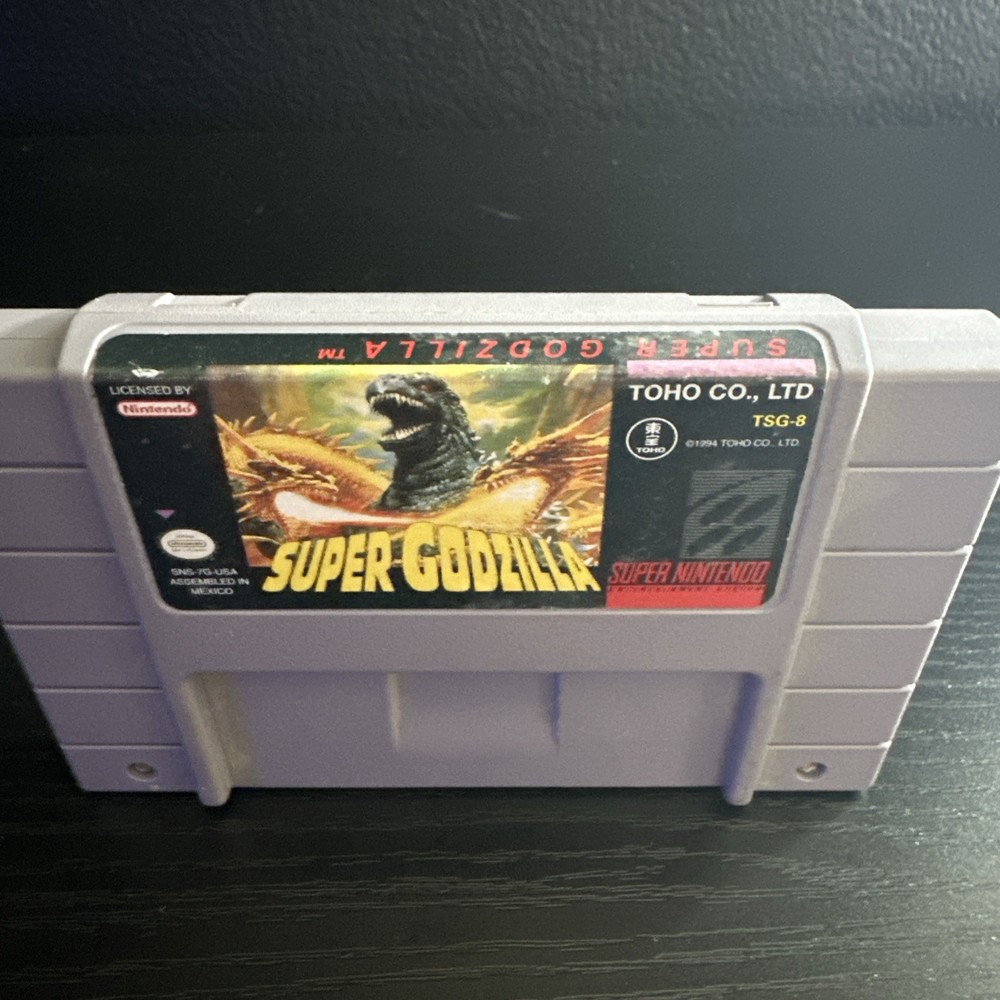 SUPER GODZILLA ™
LICENSED BY
Nintendo
TOHO CO., LTD
TSG-8
東宝
TOHO
©1994 TOHO CO., LTD.
SUPER GODZILLA
Nintendo
SNS-7G-USA
ASSEMBLED IN
MEXICO
SUPER NINTENDO